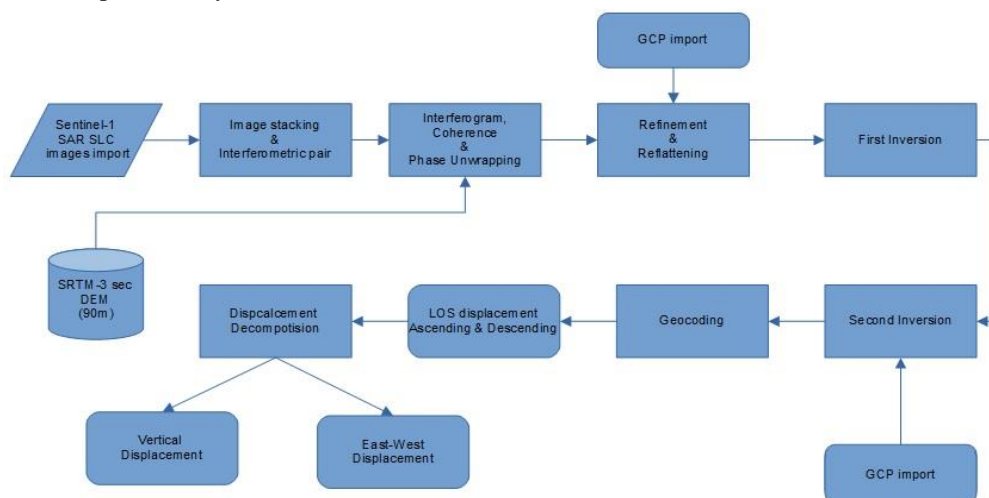 GCP import
Sentinel-1
SAR SLC
images import
Image stacking
&
Interferometric pair
Interferogram,
Coherence
&
Phase Unwrapping
Refinement
&
Reflattening
First Inversion
SRTM-3 sec
DEM
(90m)
Dispcalcement
Decompotision
LOS displacement
Ascending & Descending
Geocoding
Second Inversion
Vertical
Displacement
East-West
Displacement
GCP import